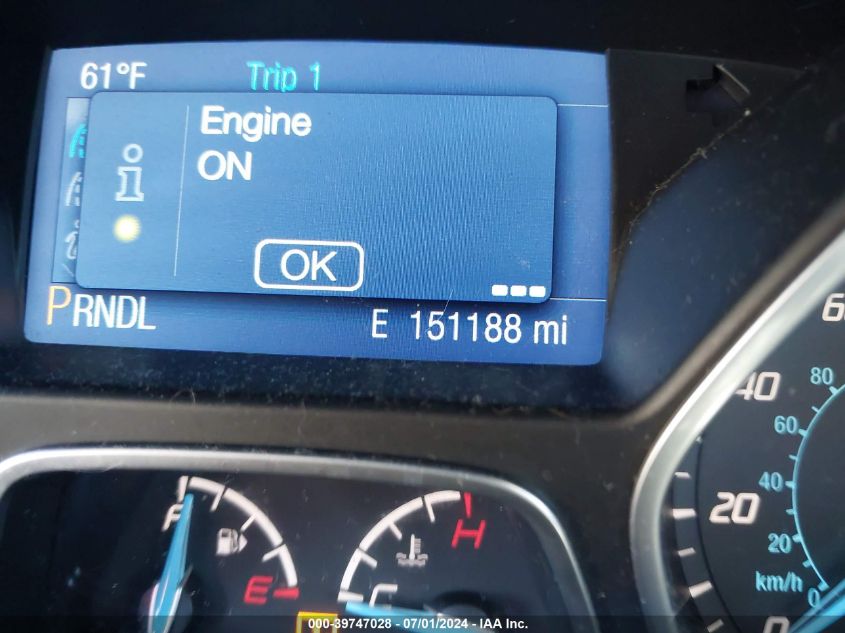 61°F Trip 1
Engine
ON
OK
PRNDL E 151188 mi
40 80
60
40
20
20
km/h 0
F
E
H
C
000-39747028 - 07/01/2024 - IAA Inc.